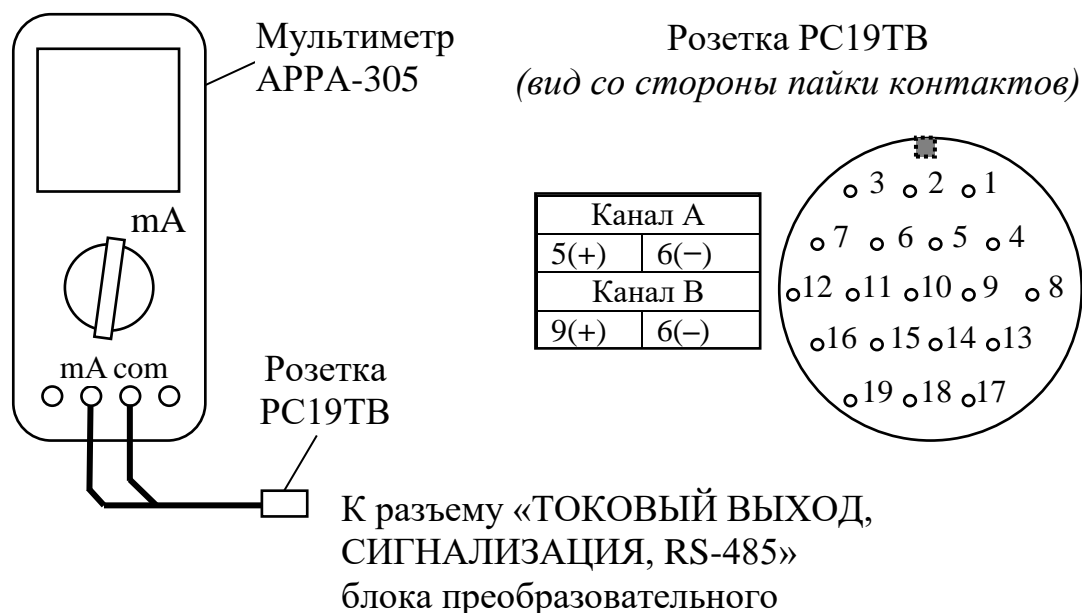 Мультиметр
АРРА-305
Розетка РС19ТВ
(вид со стороны пайки контактов)
mA
mA com
Розетка
РС19ТВ
К разъему «ТОКОВЫЙ ВЫХОД,
СИГНАЛИЗАЦИЯ, RS-485»
блока преобразовательного
Канал А
5(+) 6(−)
Канал В
9(+) 6(–)
3 2 1
7 6 5 4
12 11 10 9 8
16 15 14 13
19 18 17